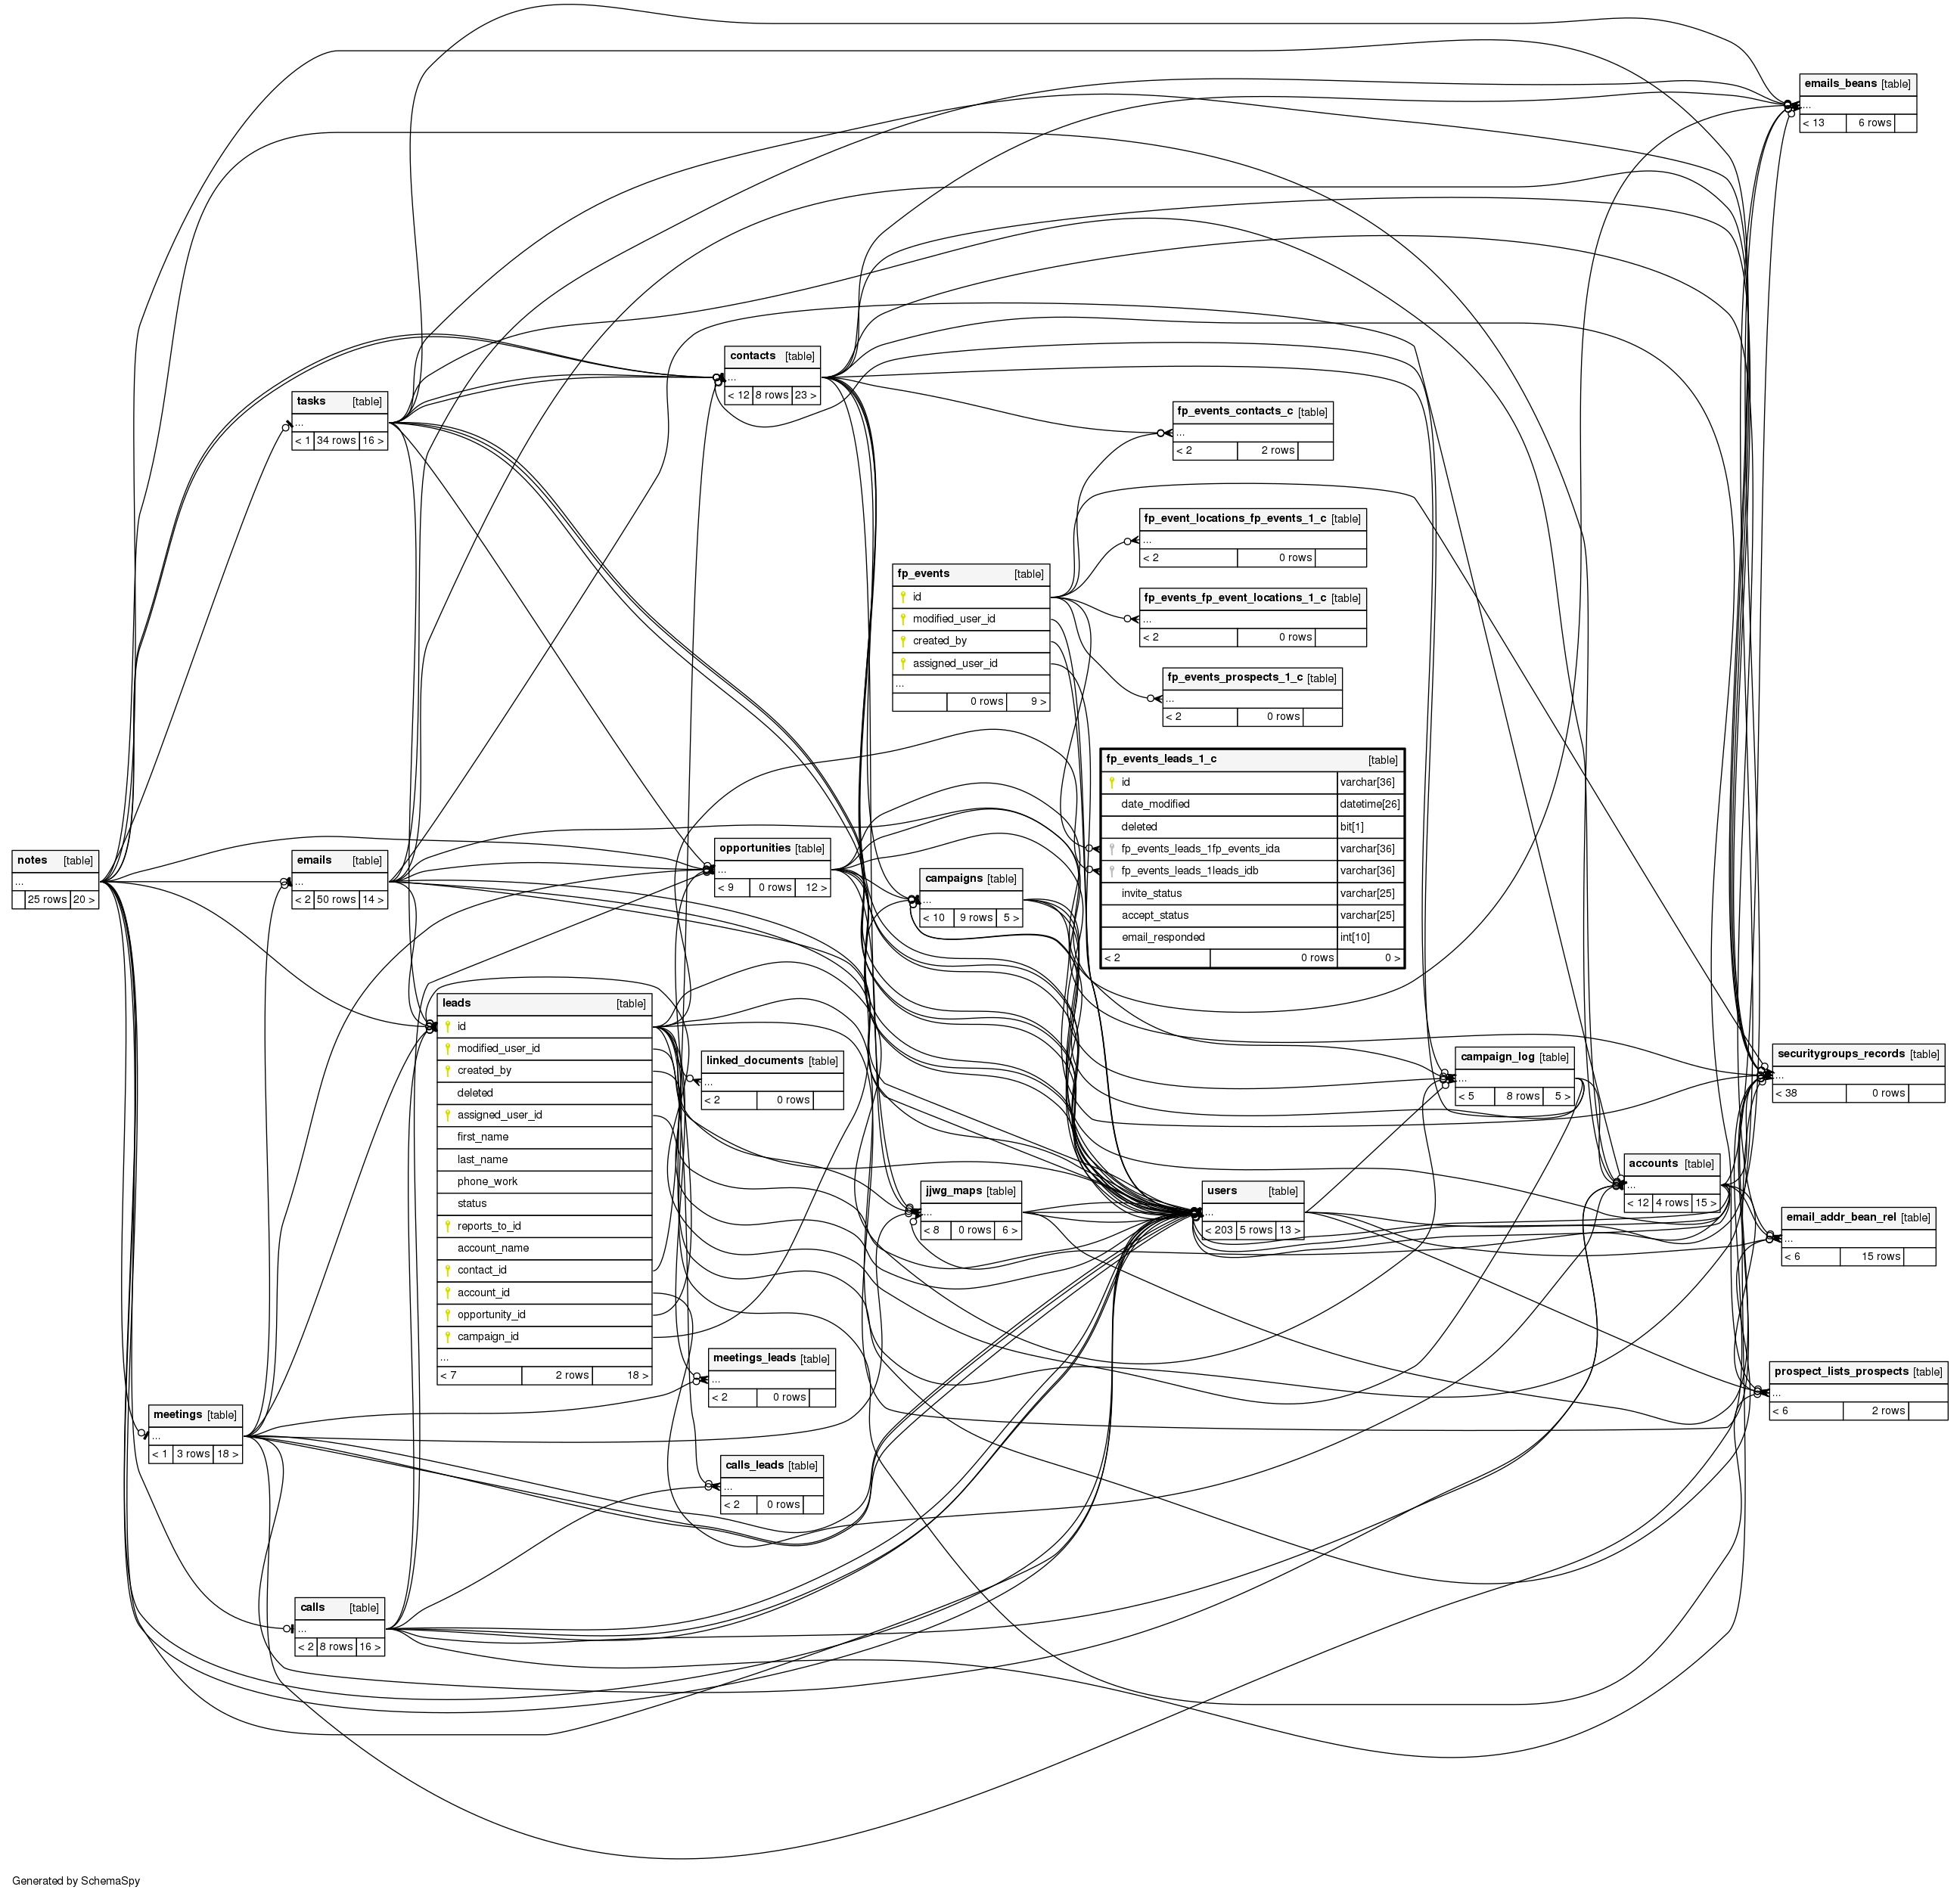 emails_beans [table]
...
< 13 6 rows
contacts [table]
...
< 12 8 rows 23 >
tasks [table]
...
< 1 34 rows 16 >
fp_events_contacts_c [table]
...
< 2 2 rows
fp_event_locations_fp_events_1_c [table]
...
< 2 0 rows
fp_events [table]
id
modified_user_id
created_by
assigned_user_id
...
0 rows 9 >
fp_events_fp_event_locations_1_c [table]
...
< 2 0 rows
fp_events_prospects_1_c [table]
...
< 2 0 rows
fp_events_leads_1_c [table]
id varchar[36]
date_modified datetime[26]
deleted bit[1]
fp_events_leads_1fp_events_ida varchar[36]
fp_events_leads_1leads_idb varchar[36]
invite_status varchar[25]
accept_status varchar[25]
email_responded int[10]
< 2 0 rows 0 >
notes [table]
...
25 rows 20 >
emails [table]
...
< 2 50 rows 14 >
opportunities [table]
...
< 9 0 rows 12 >
campaigns [table]
...
< 10 9 rows 5 >
leads [table]
id
modified_user_id
created_by
deleted
assigned_user_id
first_name
last_name
phone_work
status
reports_to_id
account_name
contact_id
account_id
opportunity_id
campaign_id
...
< 7 2 rows 18 >
linked_documents [table]
...
< 2 0 rows
campaign_log [table]
...
< 5 8 rows 5 >
securitygroups_records [table]
...
< 38 0 rows
accounts [table]
...
< 12 4 rows 15 >
jjwg_maps [table]
...
< 8 0 rows 6 >
users [table]
...
< 203 5 rows 13 >
email_addr_bean_rel [table]
...
< 6 15 rows
meetings_leads [table]
...
< 2 0 rows
prospect_lists_prospects [table]
...
< 6 2 rows
meetings [table]
...
< 1 3 rows 18 >
calls_leads [table]
...
< 2 0 rows
calls [table]
...
< 2 8 rows 16 >
Generated by SchemaSpy